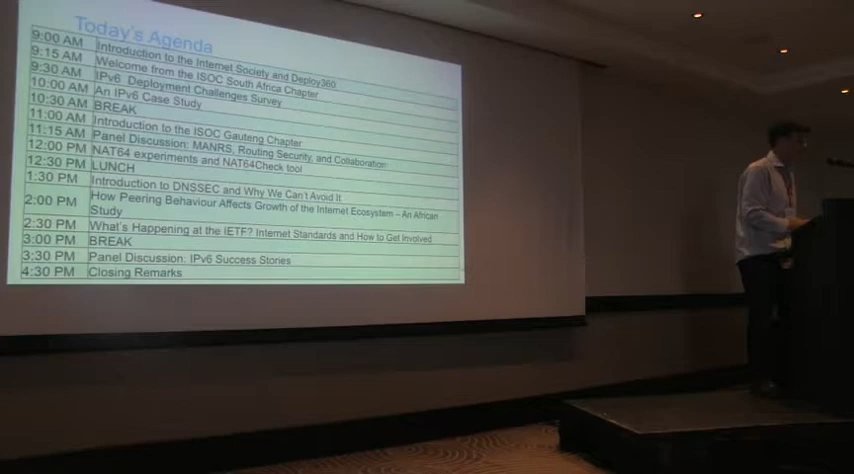 Today's Agenda
9:00 AM Introduction to the Internet Society and Deploy360
9:15 AM Welcome from the ISOC South Africa Chapter
9:30 AM IPv6 Deployment Challenges Survey
10:00 AM An IPv6 Case Study
10:30 AM BREAK
11:00 AM Introduction to the ISOC Gauteng Chapter
11:15 AM Panel Discussion: MANRS, Routing Security, and Collaboration
12:00 PM NAT64 experiments and NAT64Check tool
12:30 PM LUNCH
1:30 PM Introduction to DNSSEC and Why We Can't Avoid It.
2:00 PM How Peering Behaviour Affects Growth of the Internet Ecosystem – An African
Study
2:30 PM What's Happening at the IETF? Internet Standards and How to Get Involved
3:00 PM BREAK
3:30 PM Panel Discussion: IPv6 Success Stories
4:30 PM Closing Remarks